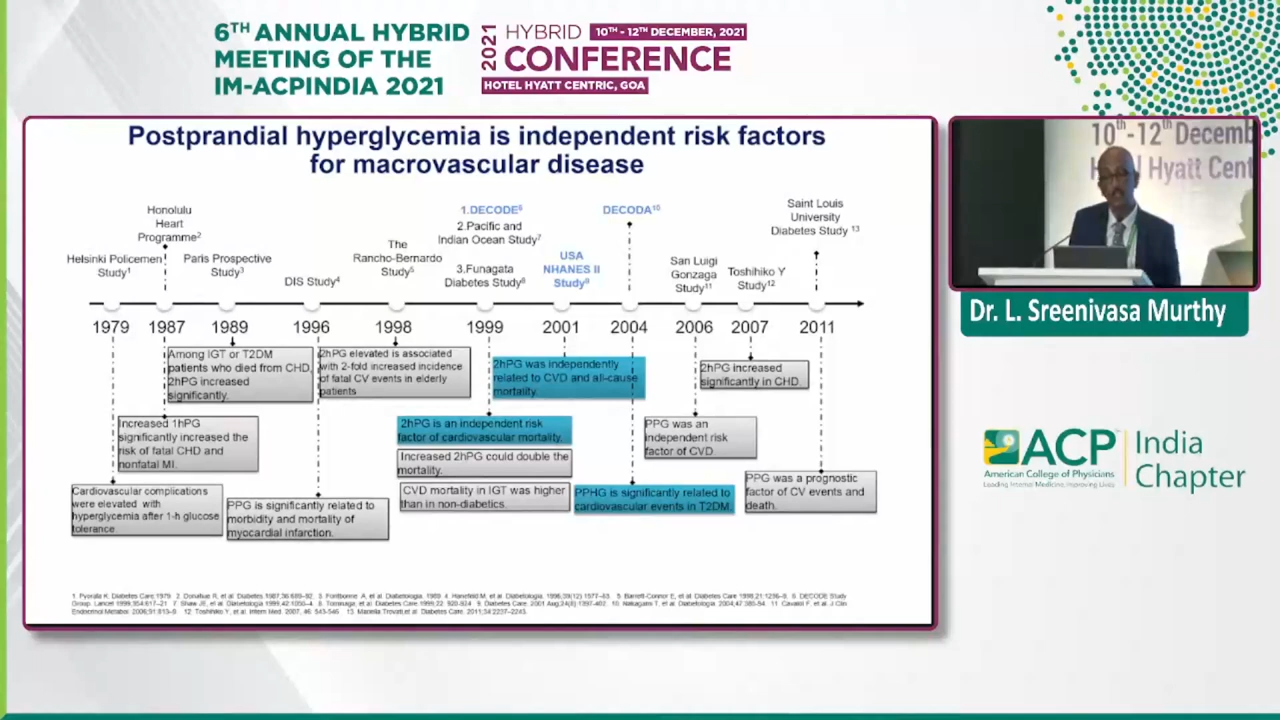 6TH ANNUAL HYBRID
MEETING OF THE
IM-ACPINDIA 2021
2021
HYBRID
10TH - 12TH DECEMBER, 2021
CONFERENCE
HOTEL HYATT CENTRIC, GOA
Postprandial hyperglycemia is independent risk factors
for macrovascular disease
Helsinki Policemen
Study1
Honolulu
Heart
Programme2
Paris Prospective
Study3
DIS Study4
The
Rancho-Bernardo
Study5
1.DECODE6
2.Pacific and
Indian Ocean Study7
3.Funagata
Diabetes Study8
USA
NHANES II
Study9
DECODA10
San Luigi
Gonzaga
Study11
Toshihiko Y
Study12
Saint Louis
University
Diabetes Study 13
1979 1987 1989 1996 1998 1999 2001 2004 2006 2007 2011
Among IGT or T2DM
patients who died from CHD,
2hPG increased
significantly.
2hPG elevated is associated
with 2-fold increased incidence
of fatal CV events in elderly
patients
2hPG was independently
related to CVD and all-cause
mortality.
2hPG increased
significantly in CHD.
Increased 1hPG
significantly increased the
risk of fatal CHD and
nonfatal MI.
2hPG is an independent risk
factor of cardiovascular mortality.
Increased 2hPG could double the
mortality.
CVD mortality in IGT was higher
than in non-diabetics.
PPG was an
independent risk
factor of CVD.
Cardiovascular complications
were elevated with
hyperglycemia after 1-h glucose
tolerance.
PPG is significantly related to
morbidity and mortality of
myocardial infarction.
PPHG is significantly related to
cardiovascular events in T2DM.
PPG was a prognostic
factor of CV events and
death.
10th-12th Decemb
Hyatt Cent
Dr. L. Sreenivasa Murthy
ACP
American College of Physicians
Leading Internal Medicine, Improving Lives
India
Chapter